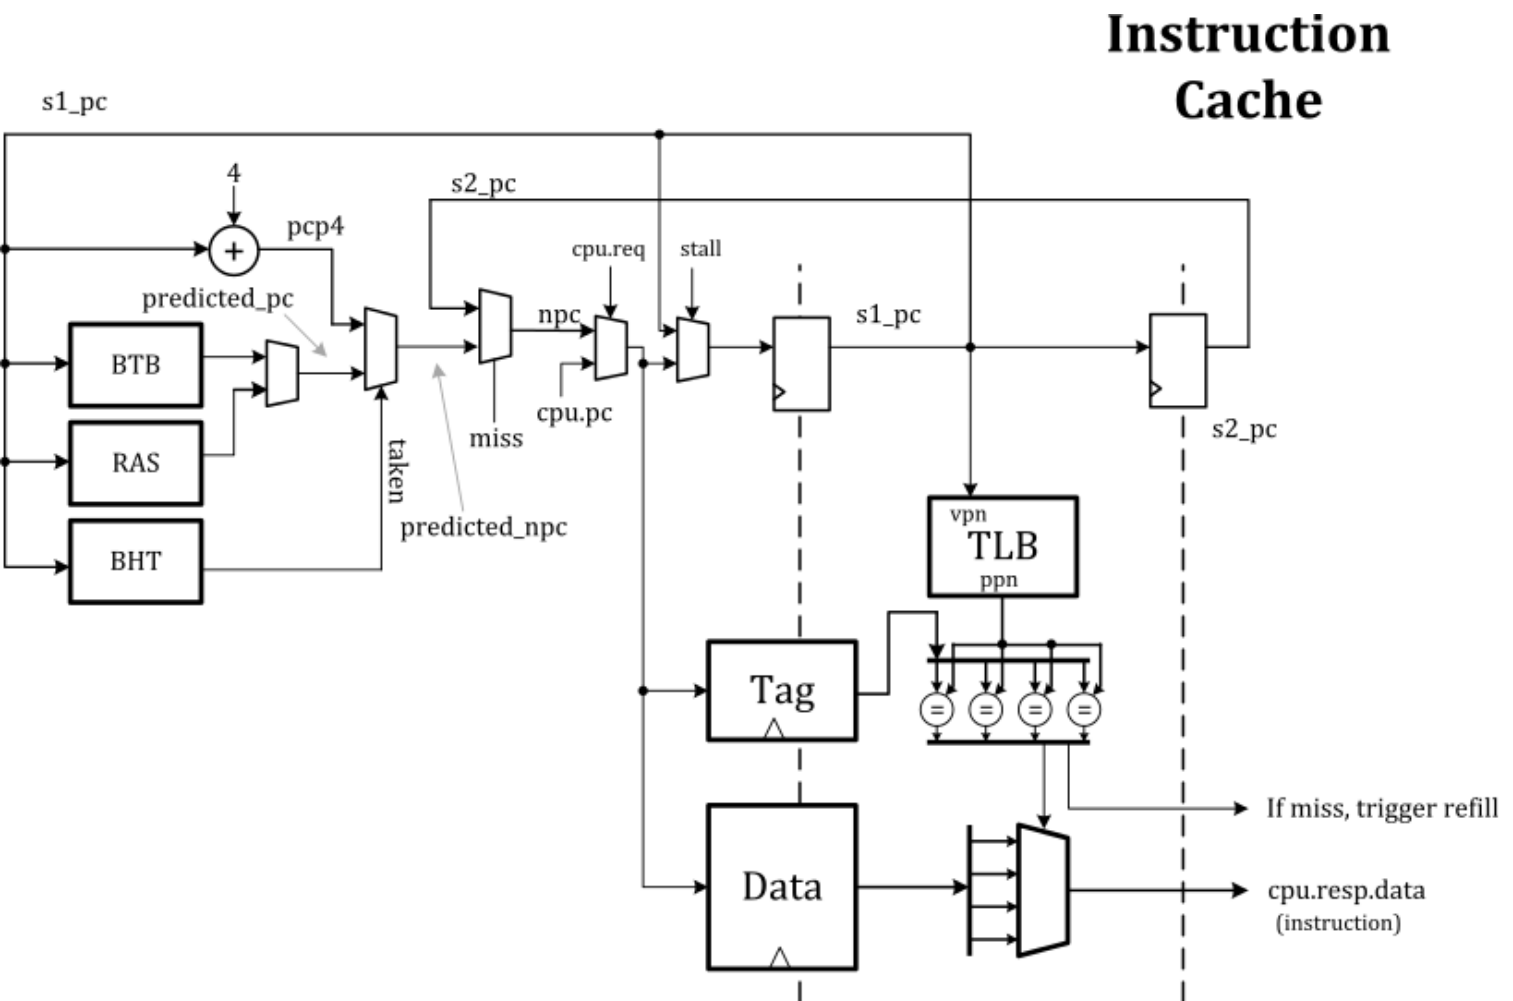 Instruction
Cache
s1_pc
4
s2_pc
pcp4
cpu.req
stall
predicted_pc
npc
s1_pc
BTB
cpu.pc
miss
s2_pc
RAS
taken
predicted_npc
vpn
TLB
BHT
ppn
Tag
= = = =
If miss, trigger refill
Data
cpu.resp.data
(instruction)
+